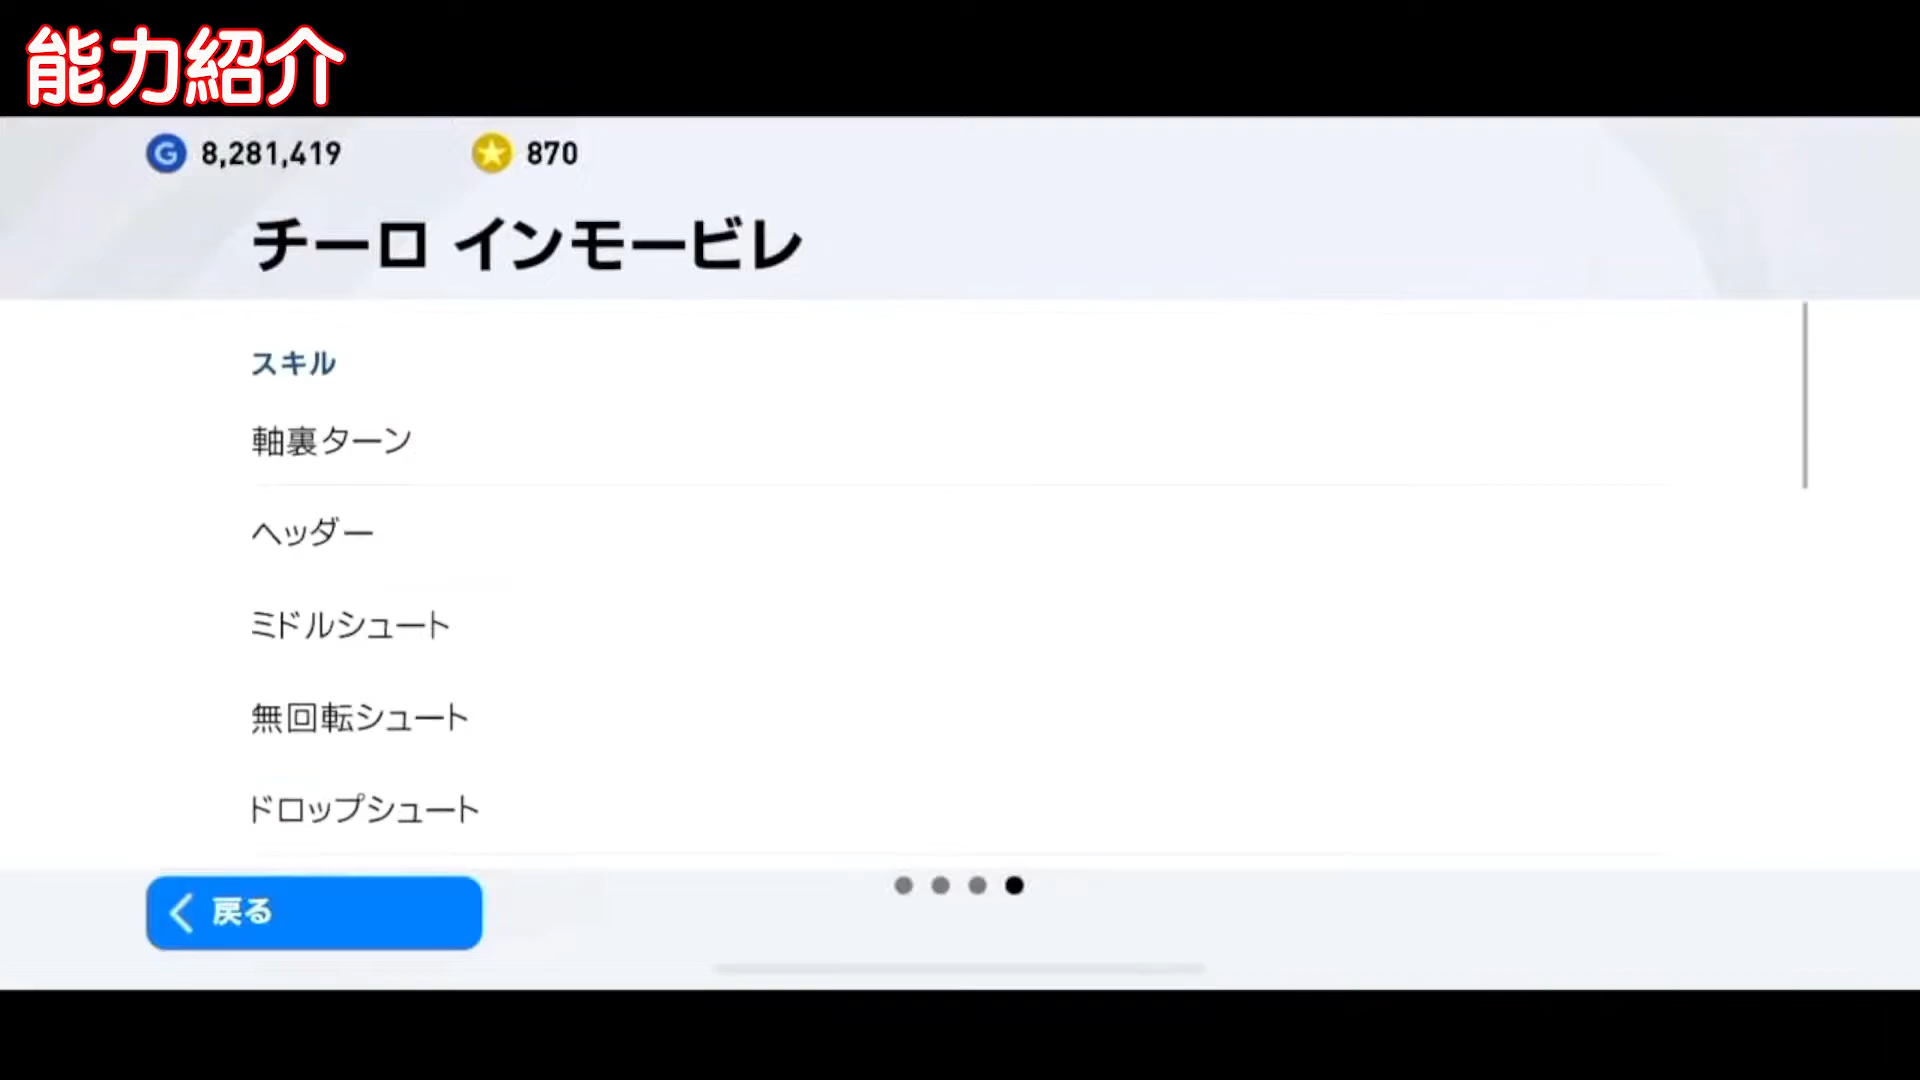 能力紹介
G 8,281,419 870
チーロ インモービレ
スキル
軸裏ターン
ヘッダー
ミドルシュート
無回転シュート
ドロップシュート
戻る